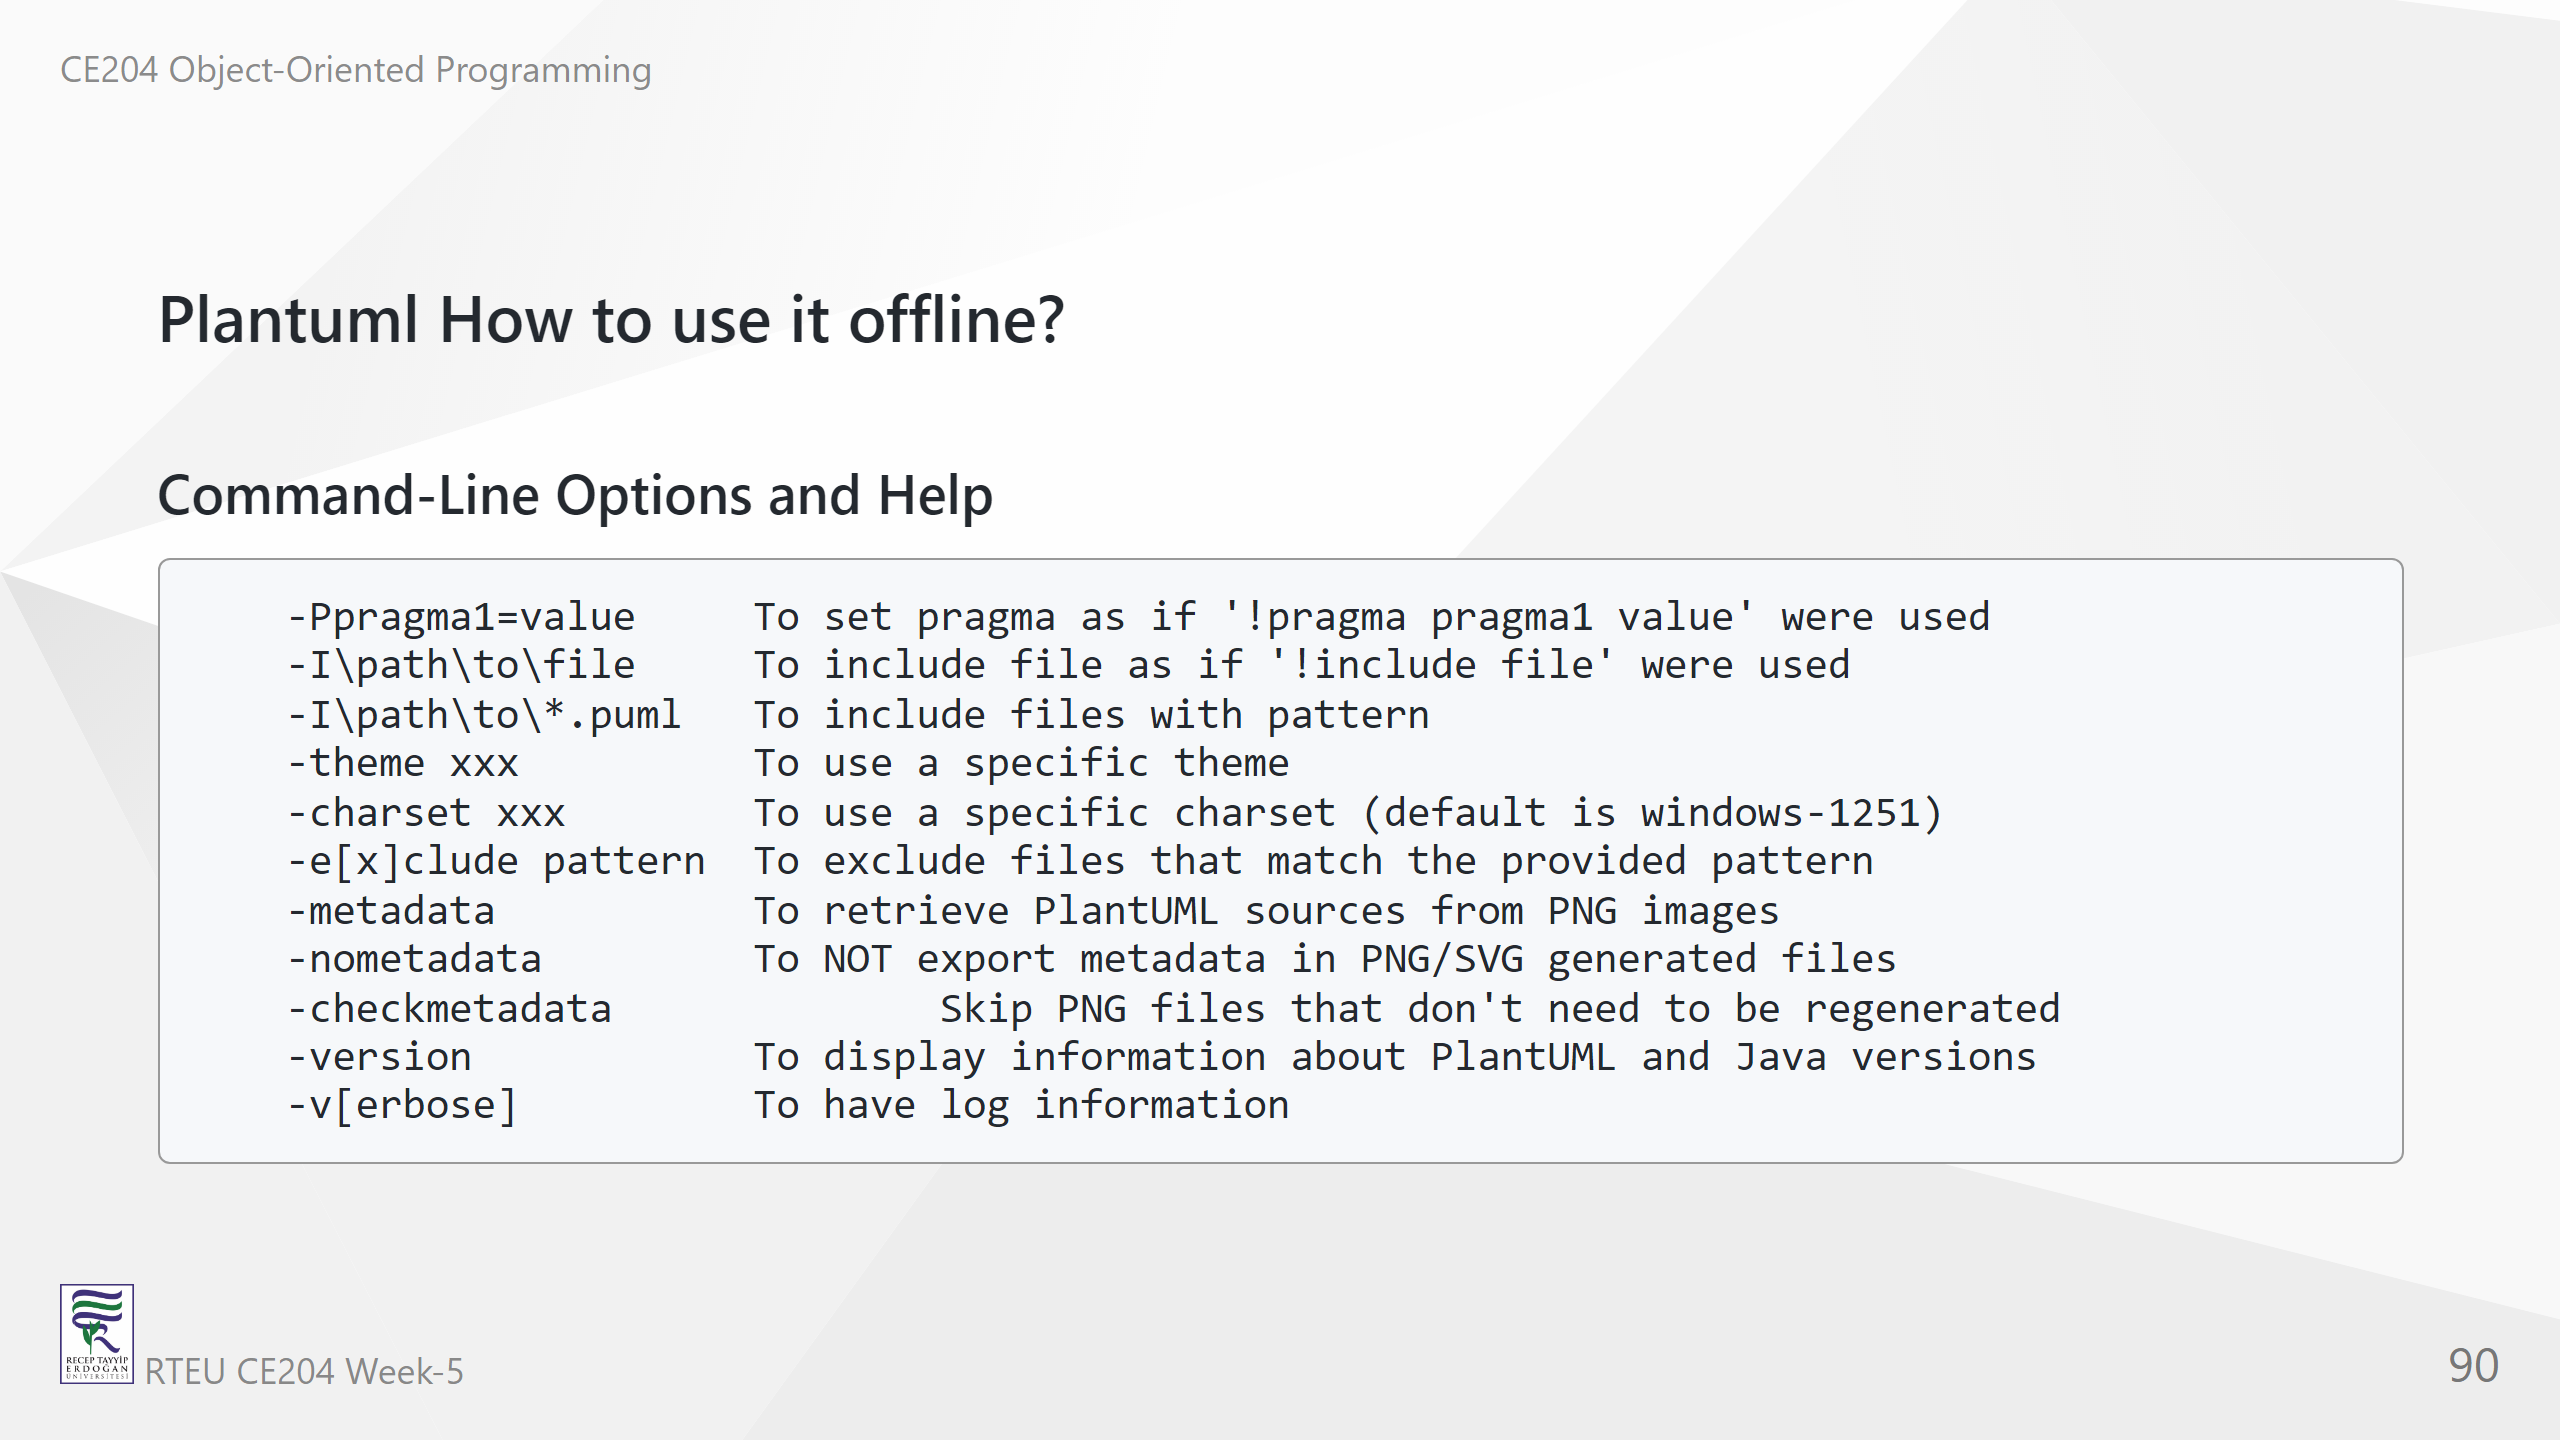 CE204 Object-Oriented Programming
Plantuml How to use it offline?
Command-Line Options and Help
-Ppragma1=value     To set pragma as if '!pragma pragma1 value' were used
-I\path\to\file     To include file as if '!include file' were used
-I\path\to\*.puml   To include files with pattern
-theme xxx          To use a specific theme
-charset xxx        To use a specific charset (default is windows-1251)
-e[x]clude pattern  To exclude files that match the provided pattern
-metadata           To retrieve PlantUML sources from PNG images
-nometadata         To NOT export metadata in PNG/SVG generated files
-checkmetadata              Skip PNG files that don't need to be regenerated
-version            To display information about PlantUML and Java versions
-v[erbose]          To have log information
RECEP TAYYİP
ERDOĞAN
ÜNİVERSİTESİ
RTEU CE204 Week-5
90